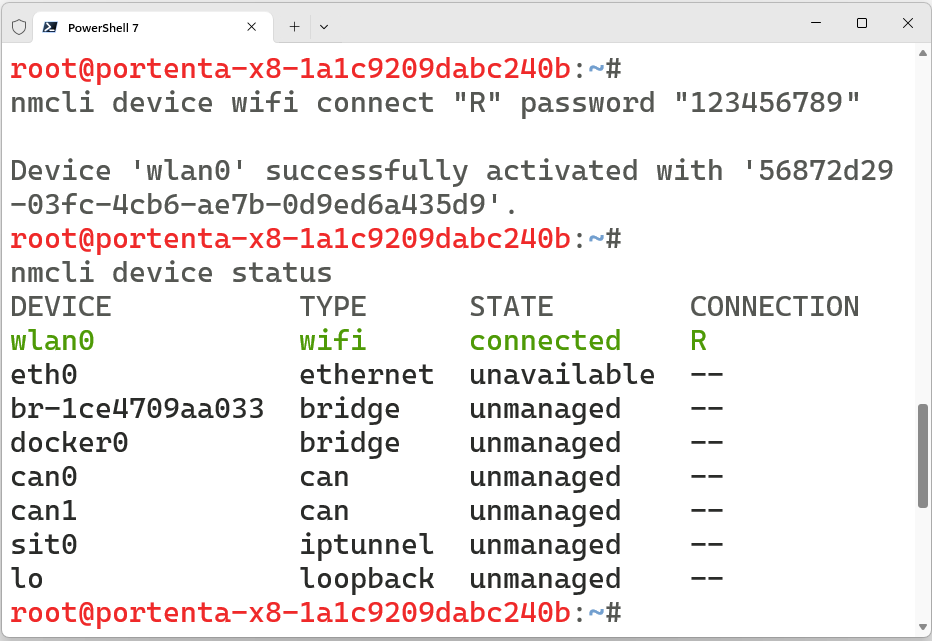 PowerShell 7
root@portenta-x8-1a1c9209dabc240b:~#
nmcli device wifi connect "R" password "123456789"
Device 'wlan0' successfully activated with '56872d29
-03fc-4cb6-ae7b-0d9ed6a435d9'.
root@portenta-x8-1a1c9209dabc240b:~#
nmcli device status
DEVICE TYPE STATE CONNECTION
wlan0 wifi connected R
eth0 ethernet unavailable --
br-1ce4709aa033 bridge unmanaged --
docker0 bridge unmanaged --
can0 can unmanaged --
can1 can unmanaged --
sit0 iptunnel unmanaged --
lo loopback unmanaged --
root@portenta-x8-1a1c9209dabc240b:~#